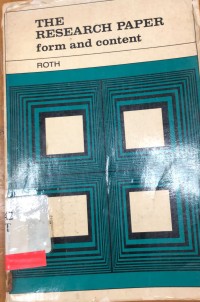 THE
RESEARCH PAPER
form and content
ROTH